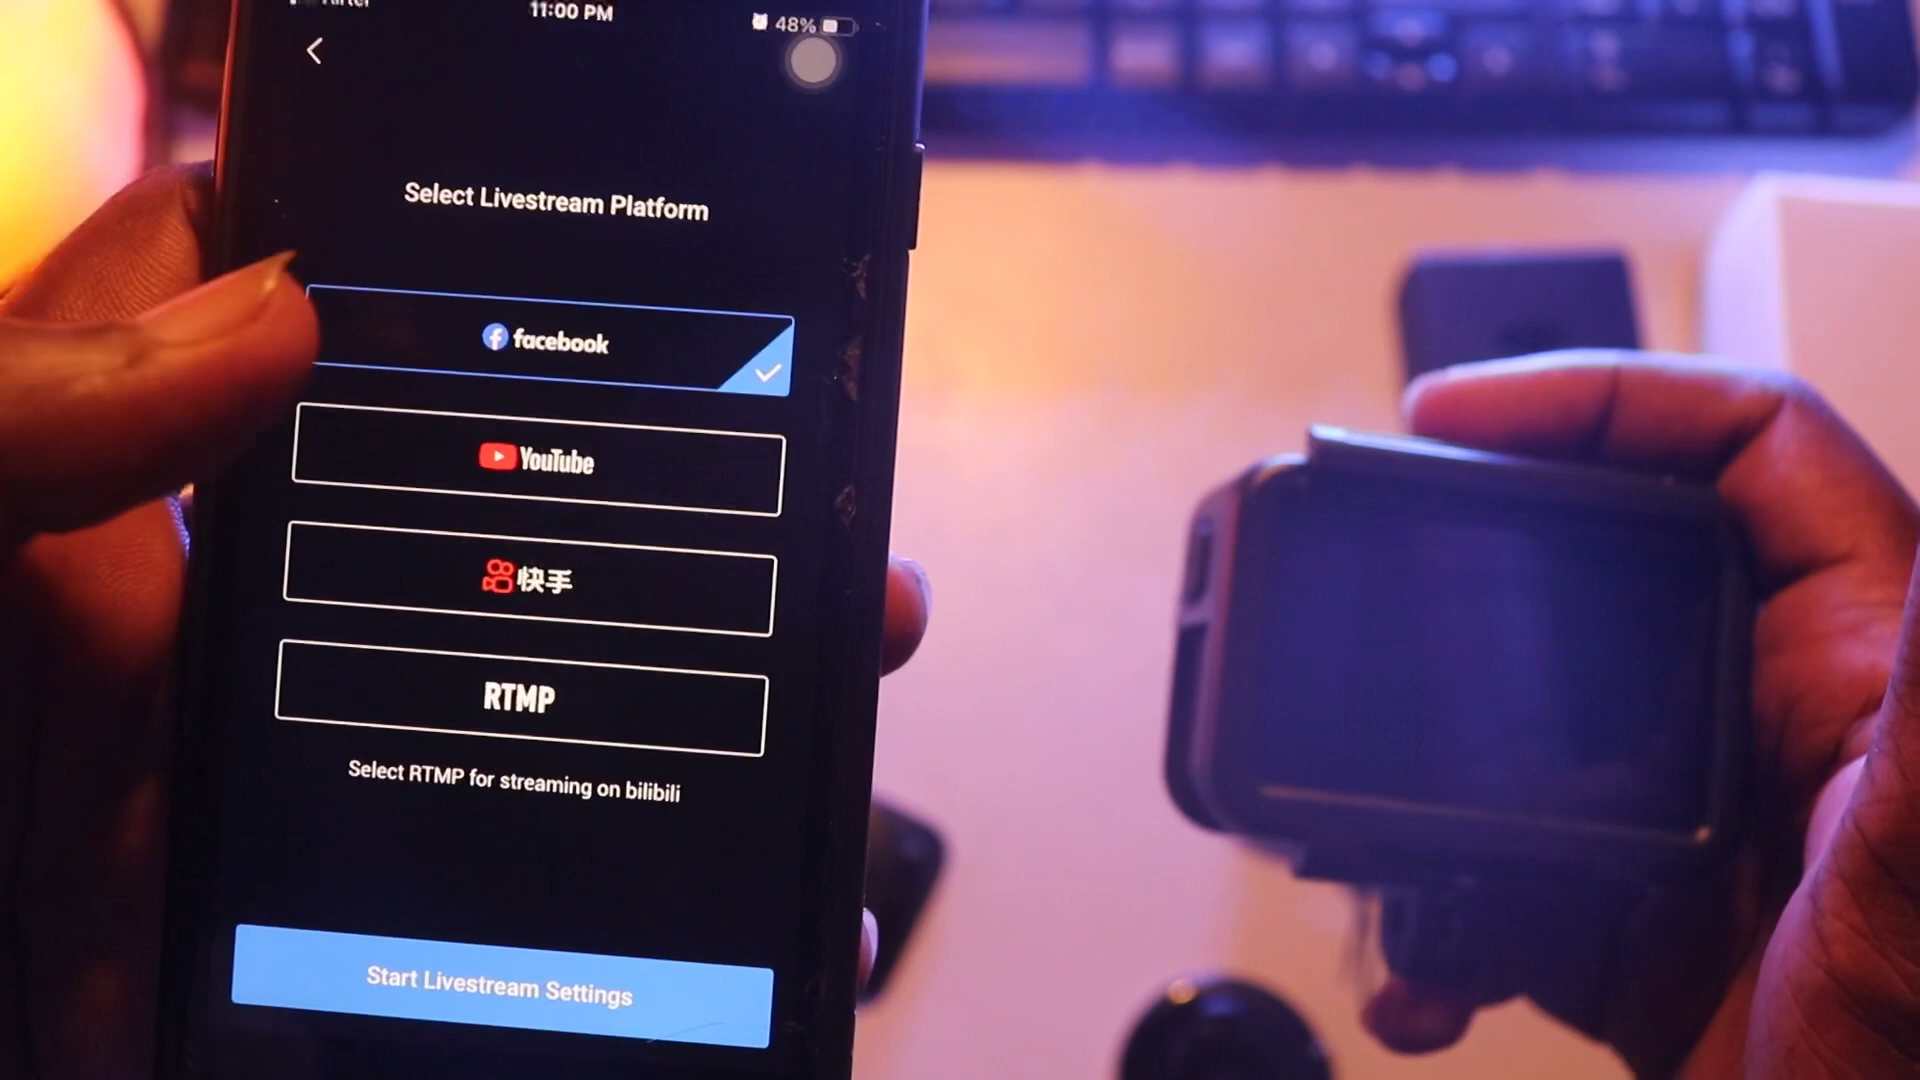 11:00 PM
48%
Select Livestream Platform
facebook
YouTube
快手
RTMP
Select RTMP for streaming on bilibili
Start Livestream Settings